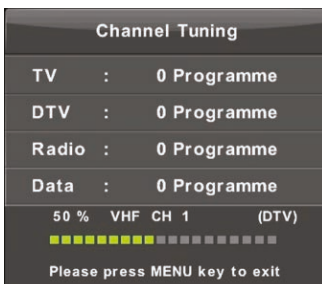 Channel Tuning
TV : 0 Programme
DTV : 0 Programme
Radio : 0 Programme
Data : 0 Programme
50 % VHF CH 1 (DTV)
Please press MENU key to exit